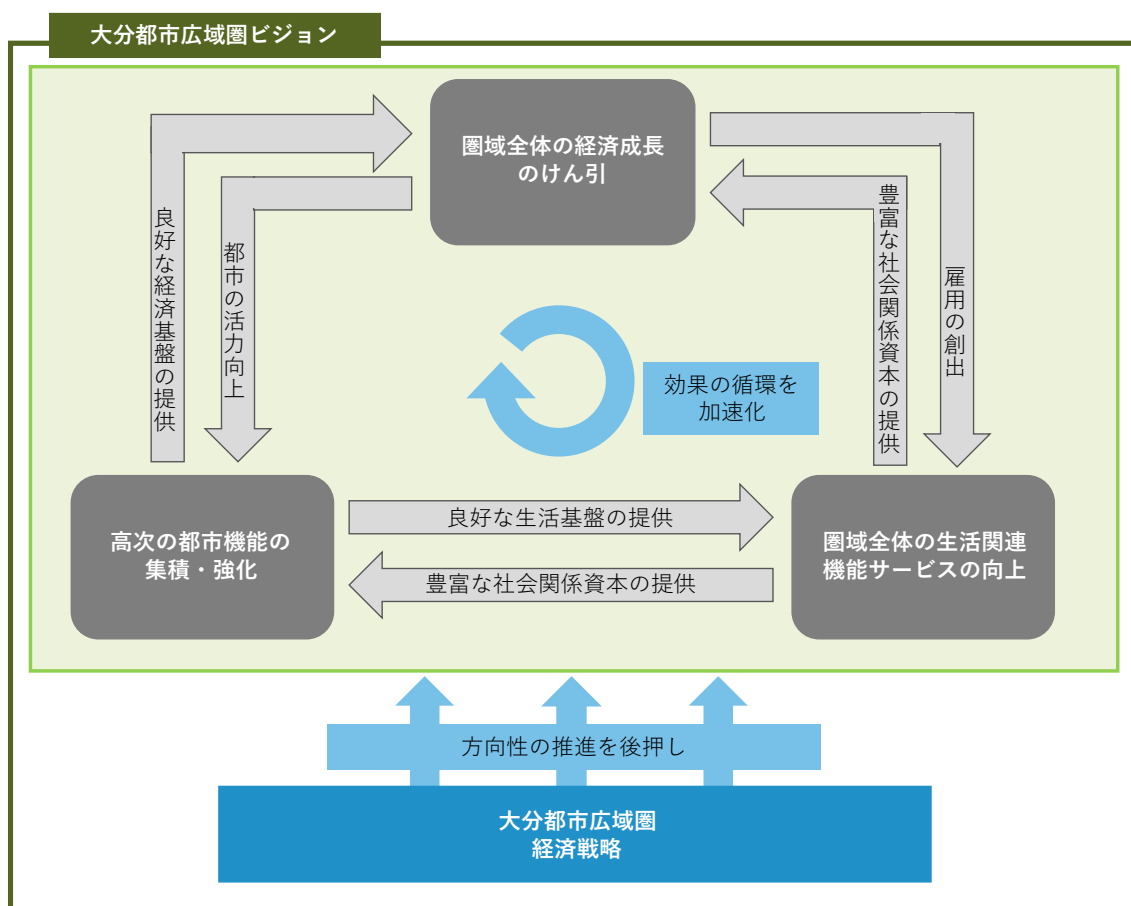 大分都市広域圏ビジョン
圏域全体の経済成長
のけん引
良好な経済基盤の提供
都市の活力向上
豊富な社会関係資本の提供
雇用の創出
効果の循環を
加速化
高次の都市機能の
集積・強化
良好な生活基盤の提供
豊富な社会関係資本の提供
圏域全体の生活関連
機能サービスの向上
方向性の推進を後押し
大分都市広域圏
経済戦略